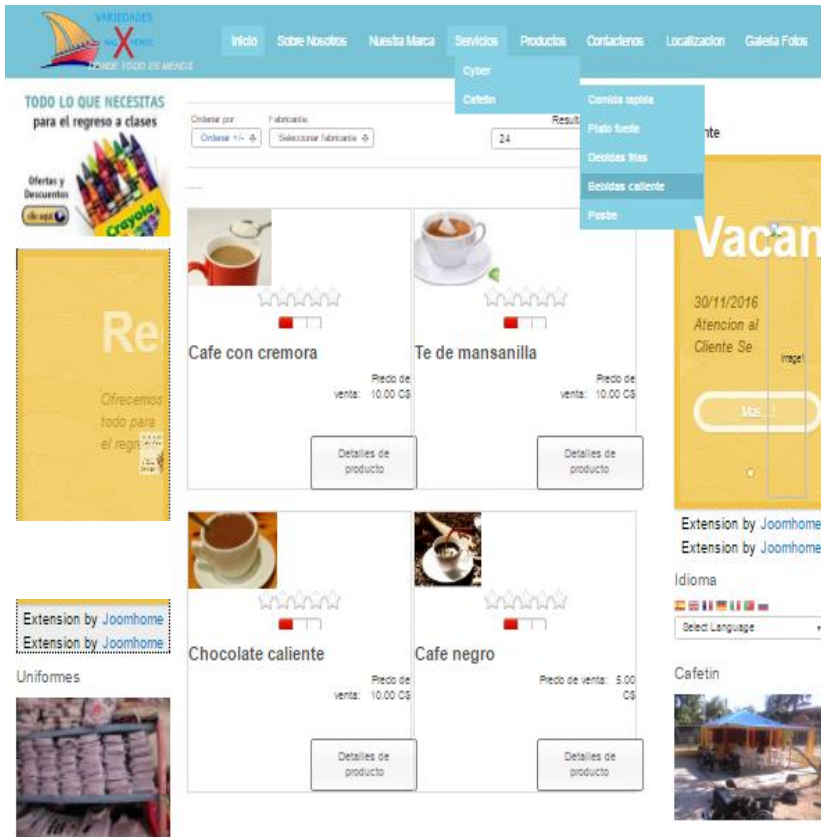 VARIEDADES
X
DONDE TODO ES MENOS
Inicio Sobre Nosotros Nuestra Marca Servicios Productos Contactenos Localizacion Galeria Fotos
Cyber
Cafetin
Comida rapida
Plato fuerte
Debidas frias
Bebidas caliente
Postre
TODO LO QUE NECESITAS
para el regreso a clases
Ofertas y
Descuentos
clic aquí
Crayola
Ordenar por Fabricante:
Ordenar +/- Seleccionar fabricante
Result
24
nte
Cafe con cremora
Precio de
venta: 10.00 C$
Detalles de
producto
Te de mansanilla
Precio de
venta: 10.00 C$
Detalles de
producto
Chocolate caliente
Precio de
venta: 10.00 C$
Detalles de
producto
Cafe negro
Precio de venta: 5.00
C$
Detalles de
producto
Re
Ofrecemos
todo para
el regr
Extension by Joomhome
Extension by Joomhome
Uniformes
Vacan
30/11/2016
Atencion al
Cliente Se
Image1
Mas...!
Extension by Joomhome
Extension by Joomhome
Idioma
Select Language
Cafetin